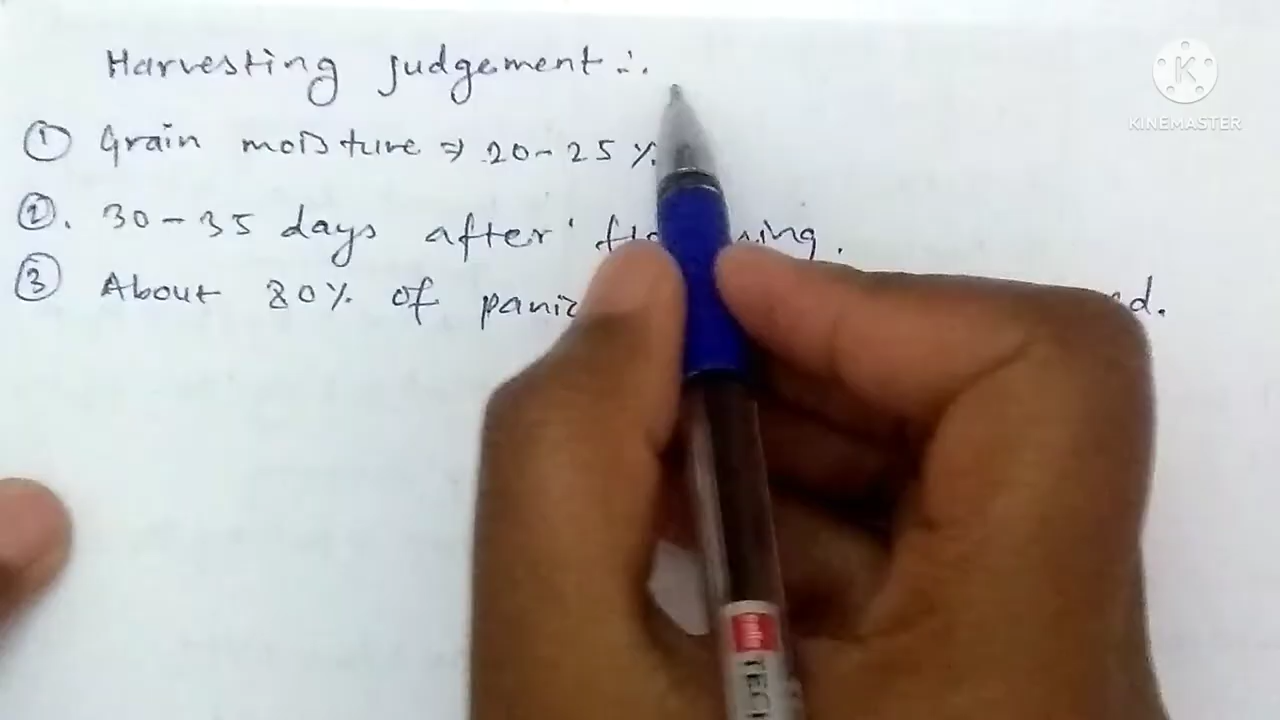 Harvesting judgement ∴
① Grain moisture ⇒ 20-25 %
②. 30-35 days after
③ About 80% of
K
KINEMASTER